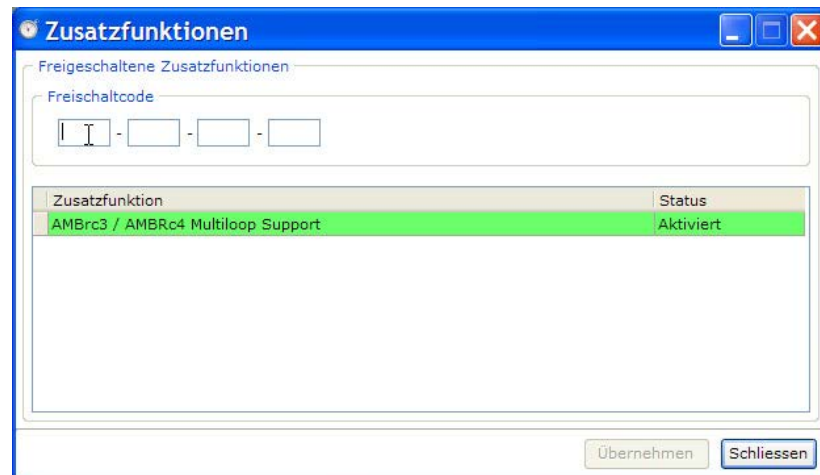 Zusatzfunktionen
Freigeschaltene Zusatzfunktionen
Freischaltcode
- - -
Zusatzfunktion Status
AMBrc3 / AMBRc4 Multiloop Support Aktiviert
Übernehmen Schliessen